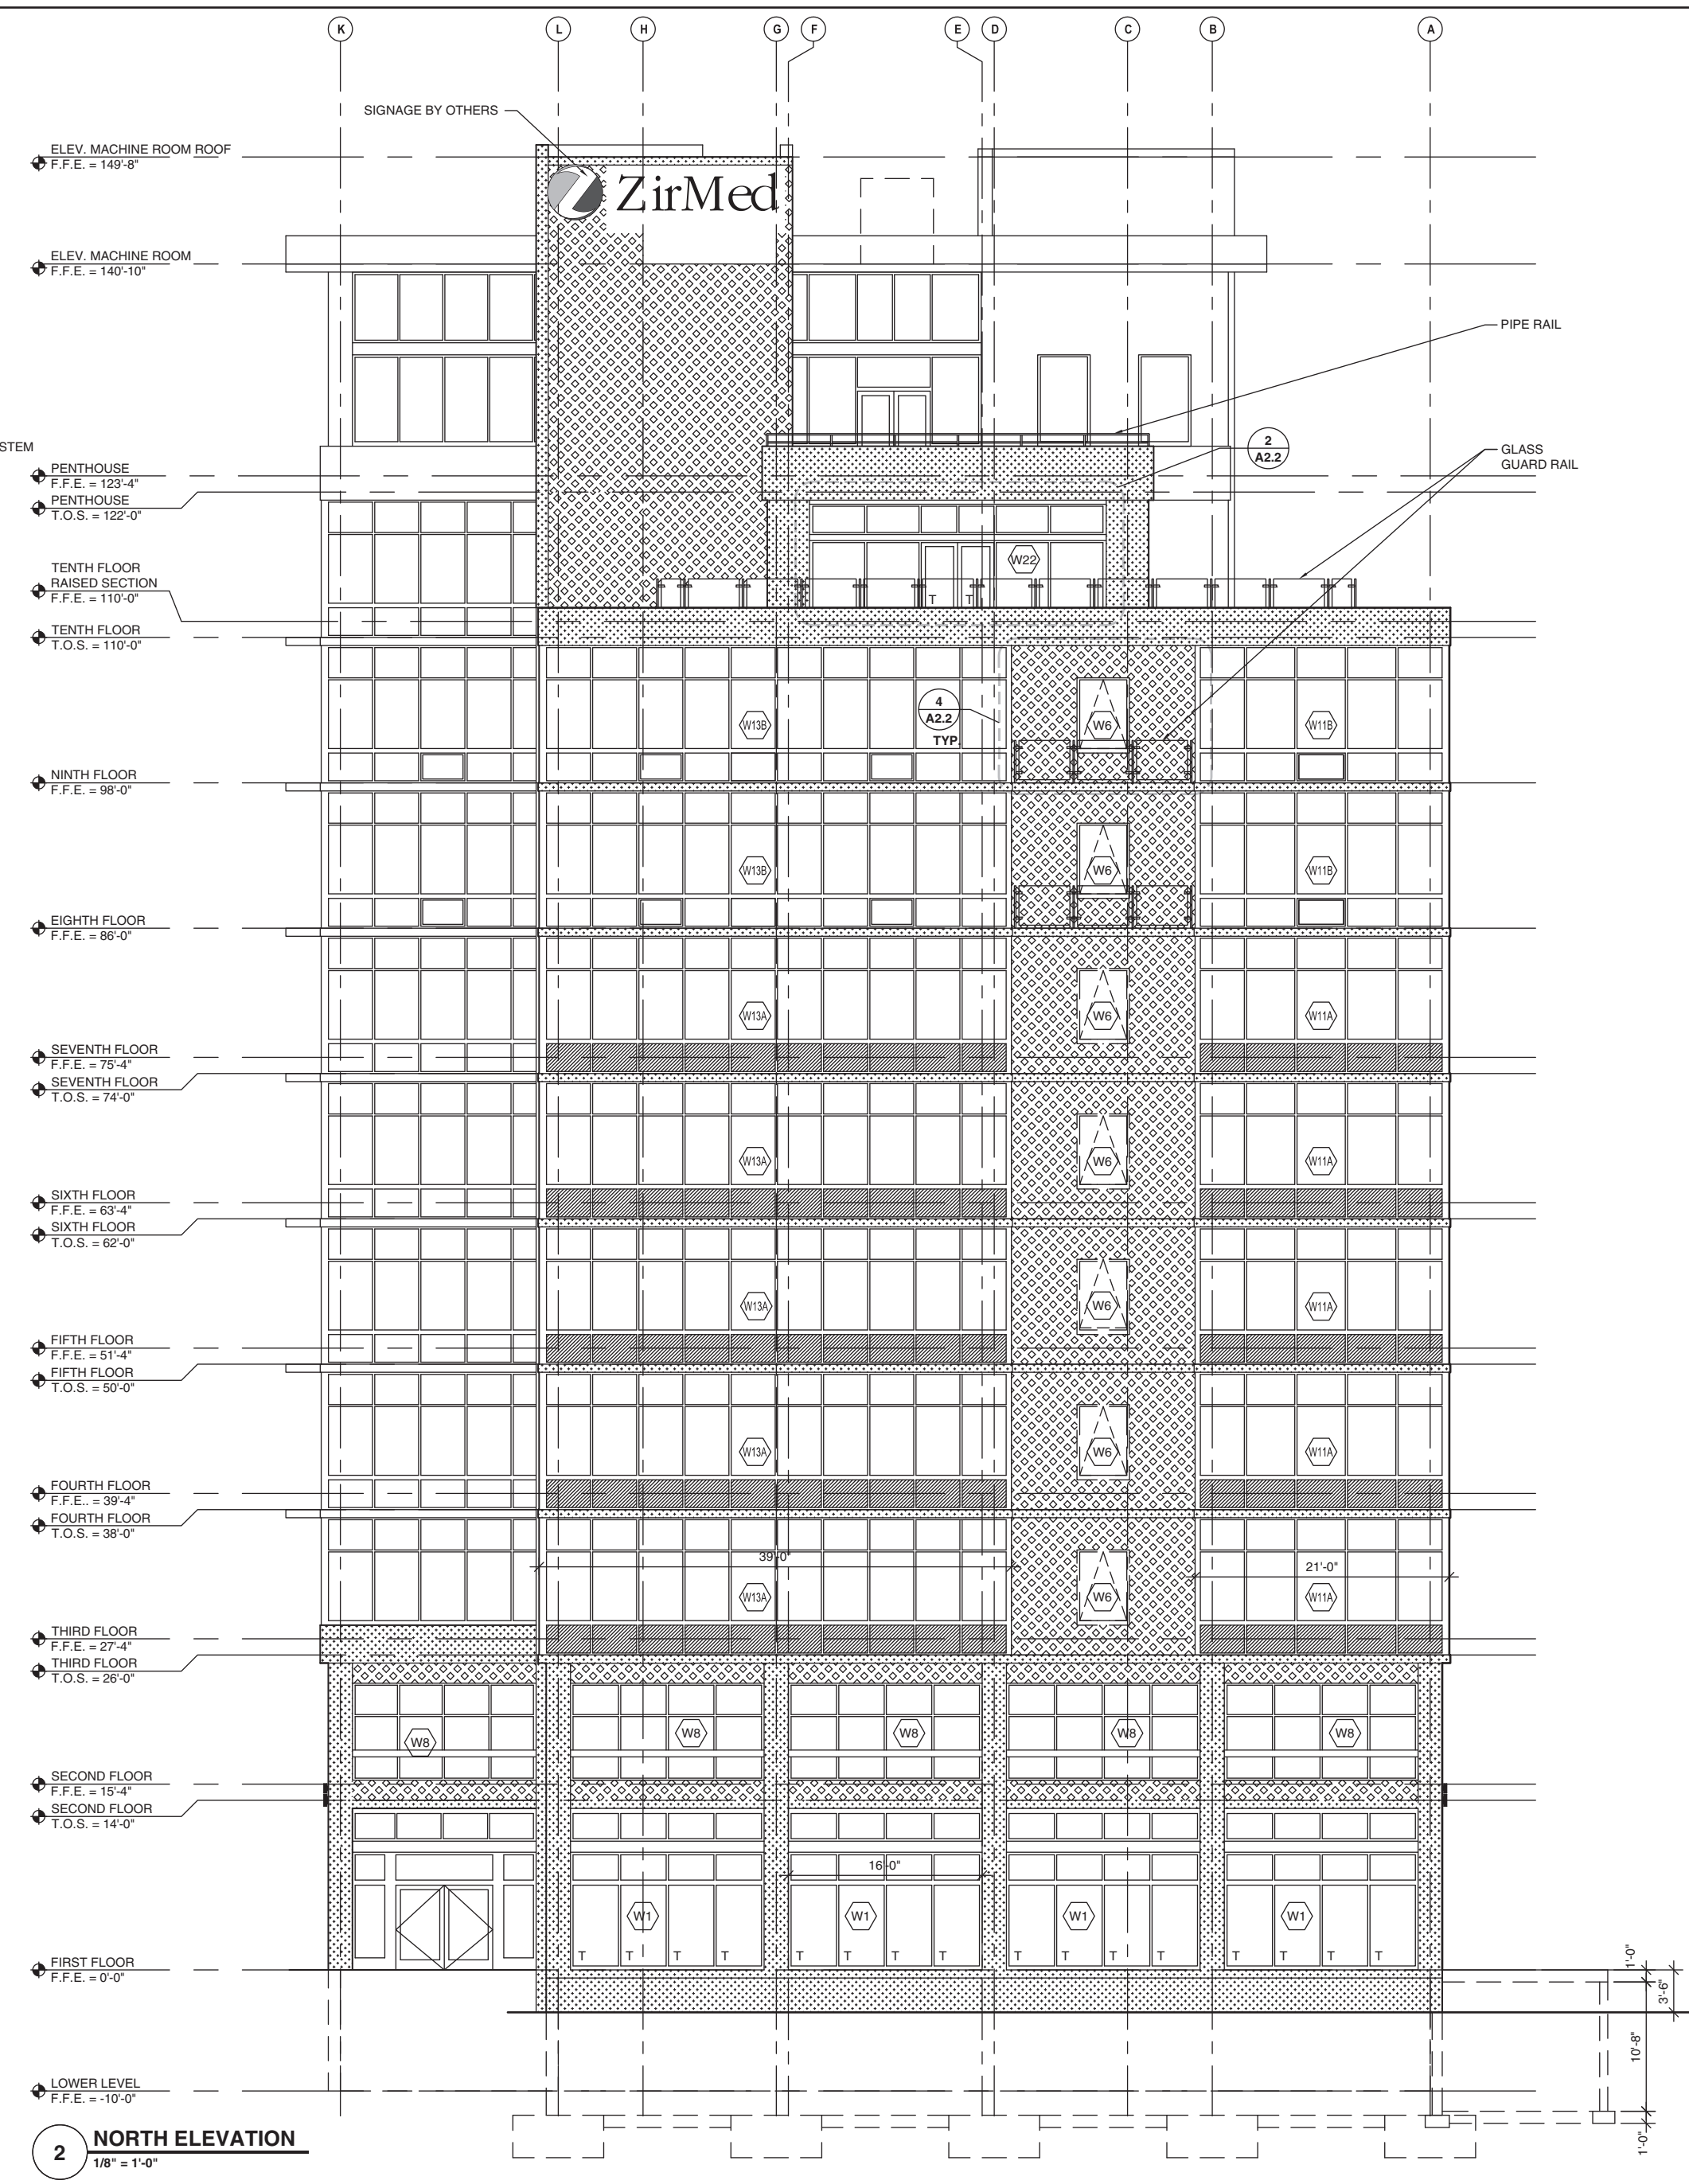 K L H G F E D C B A
SIGNAGE BY OTHERS
ELEV. MACHINE ROOM ROOF
F.F.E. = 149'-8"
ZirMed
ELEV. MACHINE ROOM
F.F.E. = 140'-10"
PIPE RAIL
STEM
2
A2.2
GLASS
GUARD RAIL
PENTHOUSE
F.F.E. = 123'-4"
PENTHOUSE
T.O.S. = 122'-0"
W22
TENTH FLOOR
RAISED SECTION
F.F.E. = 110'-0"
T T
TENTH FLOOR
T.O.S. = 110'-0"
4
A2.2
TYP.
W13B W6 W11B
NINTH FLOOR
F.F.E. = 98'-0"
W13B W6 W11B
EIGHTH FLOOR
F.F.E. = 86'-0"
W13A W6 W11A
SEVENTH FLOOR
F.F.E. = 75'-4"
SEVENTH FLOOR
T.O.S. = 74'-0"
W13A W6 W11A
SIXTH FLOOR
F.F.E. = 63'-4"
SIXTH FLOOR
T.O.S. = 62'-0"
W13A W6 W11A
FIFTH FLOOR
F.F.E. = 51'-4"
FIFTH FLOOR
T.O.S. = 50'-0"
W13A W6 W11A
FOURTH FLOOR
F.F.E.. = 39'-4"
FOURTH FLOOR
T.O.S. = 38'-0"
39'-0" 21'-0"
W13A W6 W11A
THIRD FLOOR
F.F.E. = 27'-4"
THIRD FLOOR
T.O.S. = 26'-0"
W8 W8 W8 W8 W8
SECOND FLOOR
F.F.E. = 15'-4"
SECOND FLOOR
T.O.S. = 14'-0"
16'-0"
W1 W1 W1 W1
T T T T T T T T T T T T T T T T
FIRST FLOOR
F.F.E. = 0'-0"
1'-0"
3'-6"
10'-8"
1'-0"
LOWER LEVEL
F.F.E. = -10'-0"
2 NORTH ELEVATION
1/8" = 1'-0"